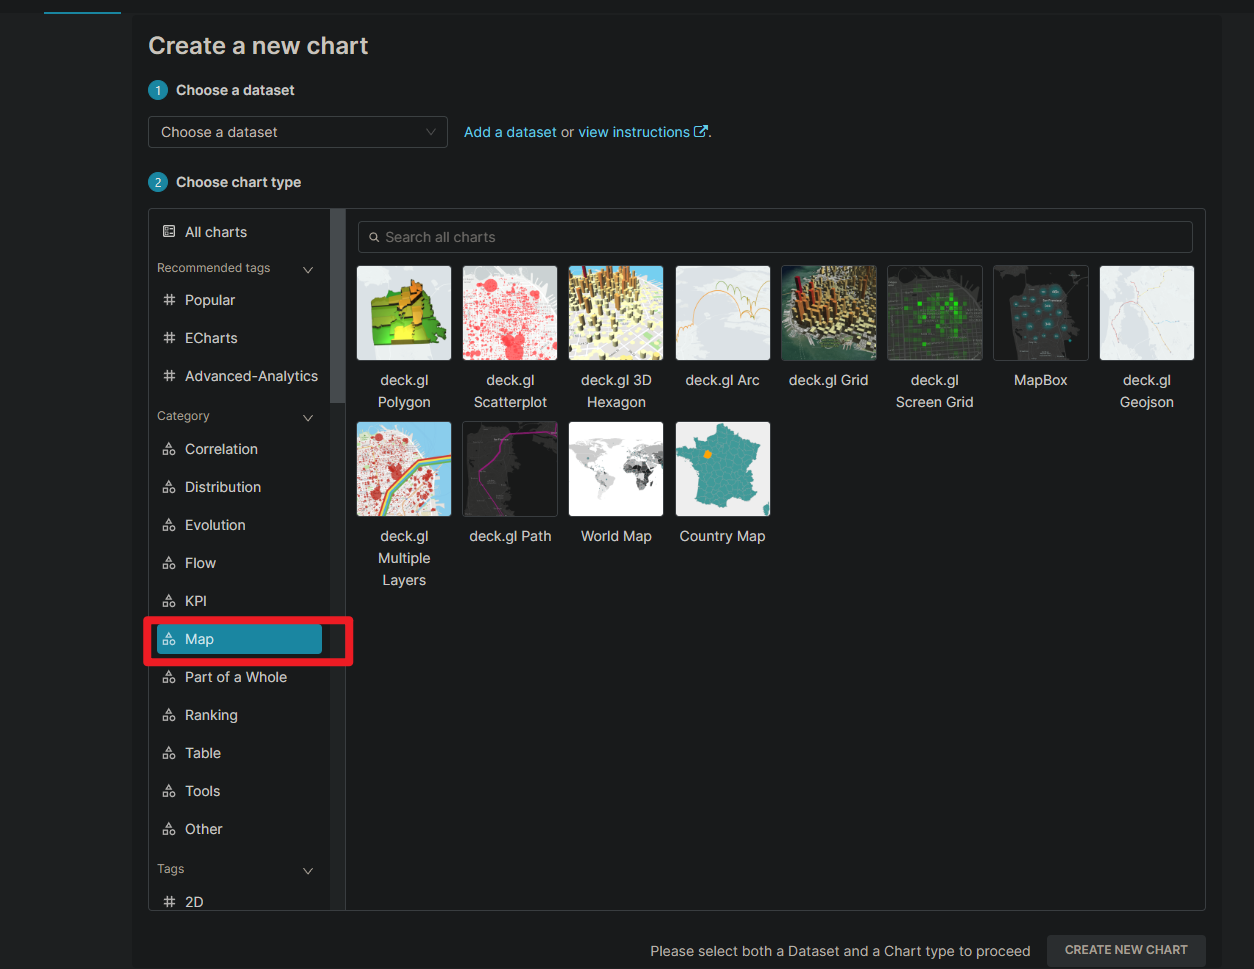 Create a new chart
1 Choose a dataset
Choose a dataset
Add a dataset or view instructions.
2 Choose chart type
All charts
Recommended tags
Popular
ECharts
Advanced-Analytics
Category
Correlation
Distribution
Evolution
Flow
KPI
Map
Part of a Whole
Ranking
Table
Tools
Other
Tags
2D
Search all charts
deck.gl
Polygon
deck.gl
Scatterplot
deck.gl 3D
Hexagon
deck.gl Arc
deck.gl Grid
deck.gl
Screen Grid
MapBox
deck.gl
Geojson
deck.gl
Multiple
Layers
deck.gl Path
World Map
Country Map
Please select both a Dataset and a Chart type to proceed
CREATE NEW CHART